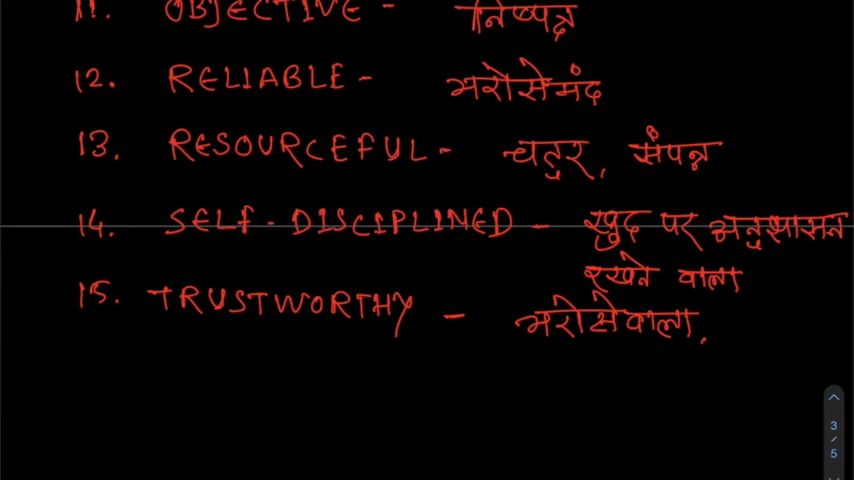 11. OBJECTIVE -
12. RELIABLE - भरोसेमंद
13. RESOURCEFUL - चतुर, संपन्न
14. SELF-DISCIPLINED - खुद पर अनुशासन
रखने वाला
15. TRUSTWORTHY - भरोसेवाला.
3
/
5